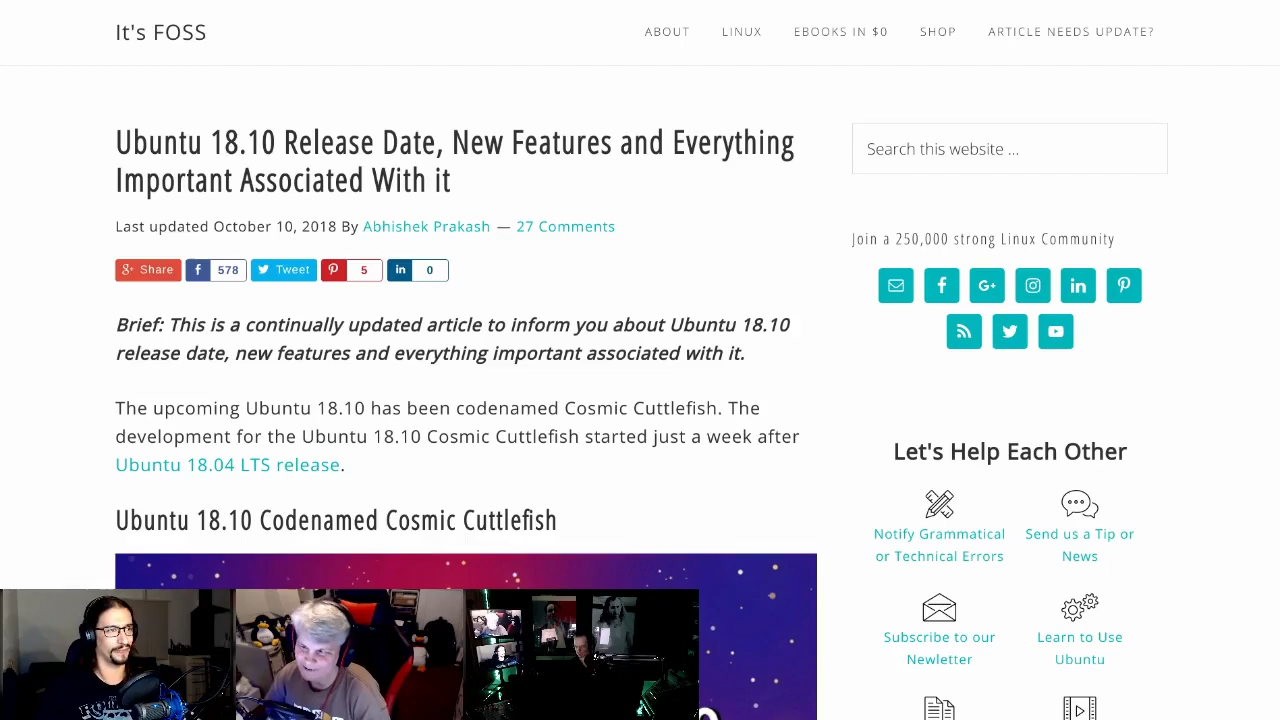 It's FOSS
ABOUT
LINUX
EBOOKS IN $0
SHOP
ARTICLE NEEDS UPDATE?
Ubuntu 18.10 Release Date, New Features and Everything
Important Associated With it
Last updated October 10, 2018 By Abhishek Prakash — 27 Comments
Share
578
Tweet
5
0
Brief: This is a continually updated article to inform you about Ubuntu 18.10
release date, new features and everything important associated with it.
The upcoming Ubuntu 18.10 has been codenamed Cosmic Cuttlefish. The
development for the Ubuntu 18.10 Cosmic Cuttlefish started just a week after
Ubuntu 18.04 LTS release.
Ubuntu 18.10 Codenamed Cosmic Cuttlefish
Search this website ...
Join a 250,000 strong Linux Community
Let's Help Each Other
Notify Grammatical
or Technical Errors
Send us a Tip or
News
Subscribe to our
Newletter
Learn to Use
Ubuntu